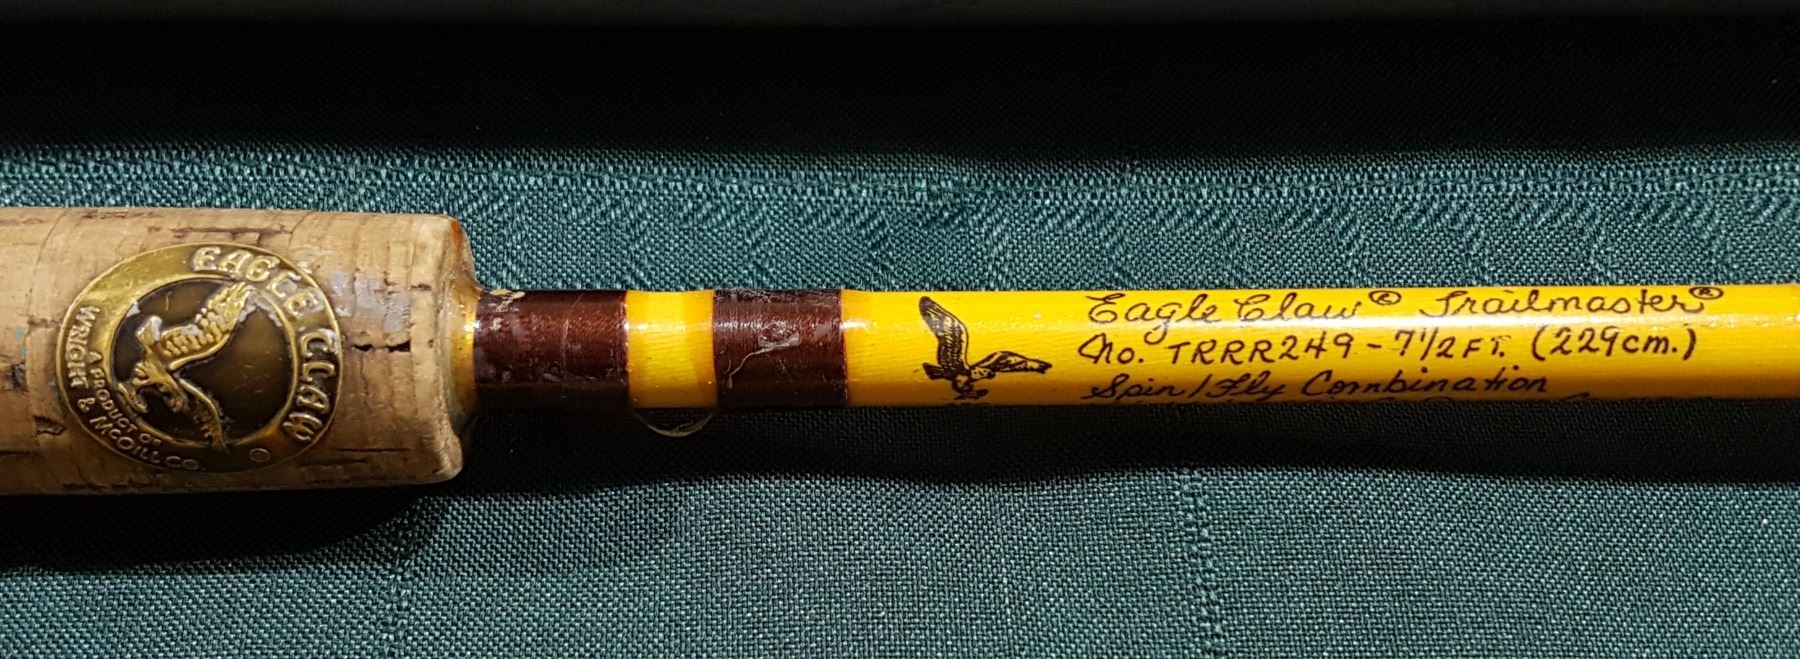 EAGLE CLAW
A PRODUCT OF
WRIGHT & McGILL CO.
®
Eagle Claw® Trailmaster®
No. TRRR249 - 7 1/2 FT. (229cm.)
Spin / Fly Combination